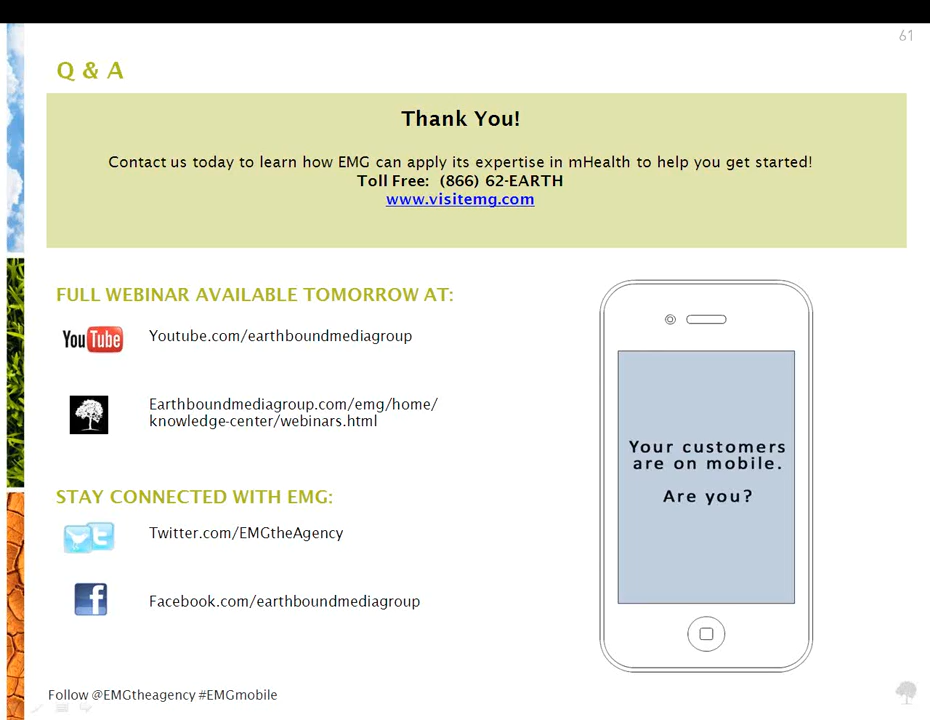 61
Q & A
Thank You!
Contact us today to learn how EMG can apply its expertise in mHealth to help you get started!
Toll Free:  (866) 62-EARTH
www.visitemg.com
FULL WEBINAR AVAILABLE TOMORROW AT:
YouTube
Youtube.com/earthboundmediagroup
Earthboundmediagroup.com/emg/home/
knowledge-center/webinars.html
STAY CONNECTED WITH EMG:
t
Twitter.com/EMGtheAgency
f
Facebook.com/earthboundmediagroup
Your customers
are on mobile.
Are you?
Follow @EMGtheagency #EMGmobile